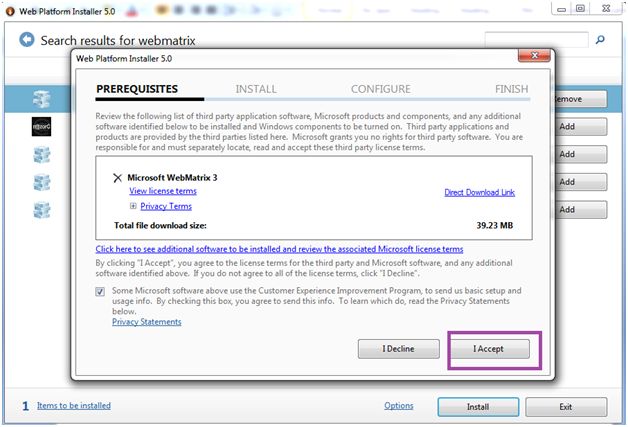 Web Platform Installer 5.0
Search results for webmatrix
Web Platform Installer 5.0
PREREQUISITES INSTALL CONFIGURE FINISH
Review the following list of third party application software, Microsoft products and components, and any additional
software identified below to be installed and Windows components to be turned on. Third party applications and
products are provided by the third parties listed here. Microsoft grants you no rights for third party software. You are
responsible for and must separately locate, read and accept these third party license terms.
Microsoft WebMatrix 3
View license terms Direct Download Link
Privacy Terms
Total file download size: 39.23 MB
Click here to see additional software to be installed and review the associated Microsoft license terms
By clicking "I Accept", you agree to the license terms for the third party and Microsoft software, and any additional
software identified above. If you do not agree to all of the license terms, click "I Decline".
Some Microsoft software above use the Customer Experience Improvement Program, to send us basic setup and
usage info. By checking this box, you agree to send this info. To learn which do, read the Privacy Statements
below.
Privacy Statements
I Decline I Accept
emove
Add
Add
Add
Add
1 Items to be installed Options Install Exit